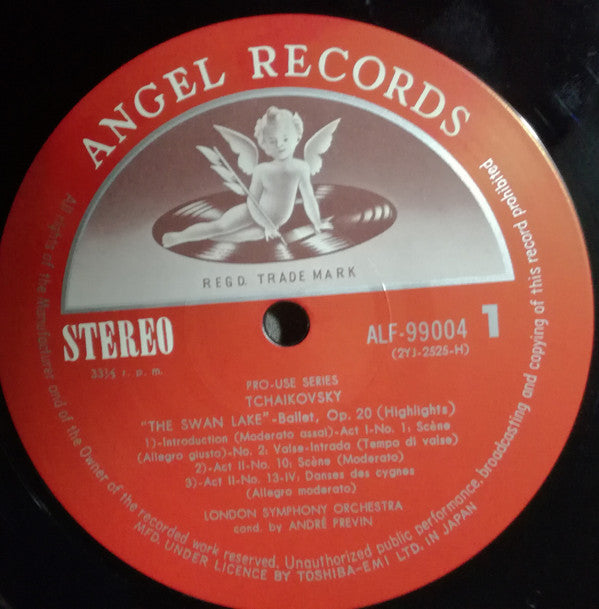 ANGEL RECORDS
REGD. TRADE MARK
STEREO
33⅓ r. p. m.
ALF-99004 1
(2YJ-2525-H)
PRO-USE SERIES
TCHAIKOVSKY
"THE SWAN LAKE"-Ballet, Op. 20 (Highlights)
1)-Introduction (Moderato assai)-Act I-No. 1; Scène
(Allegro giusto)-No. 2; Valse-Intrada (Tempo di valse)
2)-Act II-No. 10; Scène (Moderato)
3)-Act II-No. 13-IV; Danses des cygnes
(Allegro moderato)
LONDON SYMPHONY ORCHESTRA
cond. by ANDRÉ PREVIN
All rights of the Manufacturer and of the Owner of the recorded work reserved. Unauthorized public performance, broadcasting and copying of this record prohibited
MFD. UNDER LICENCE BY TOSHIBA-EMI LTD. IN JAPAN